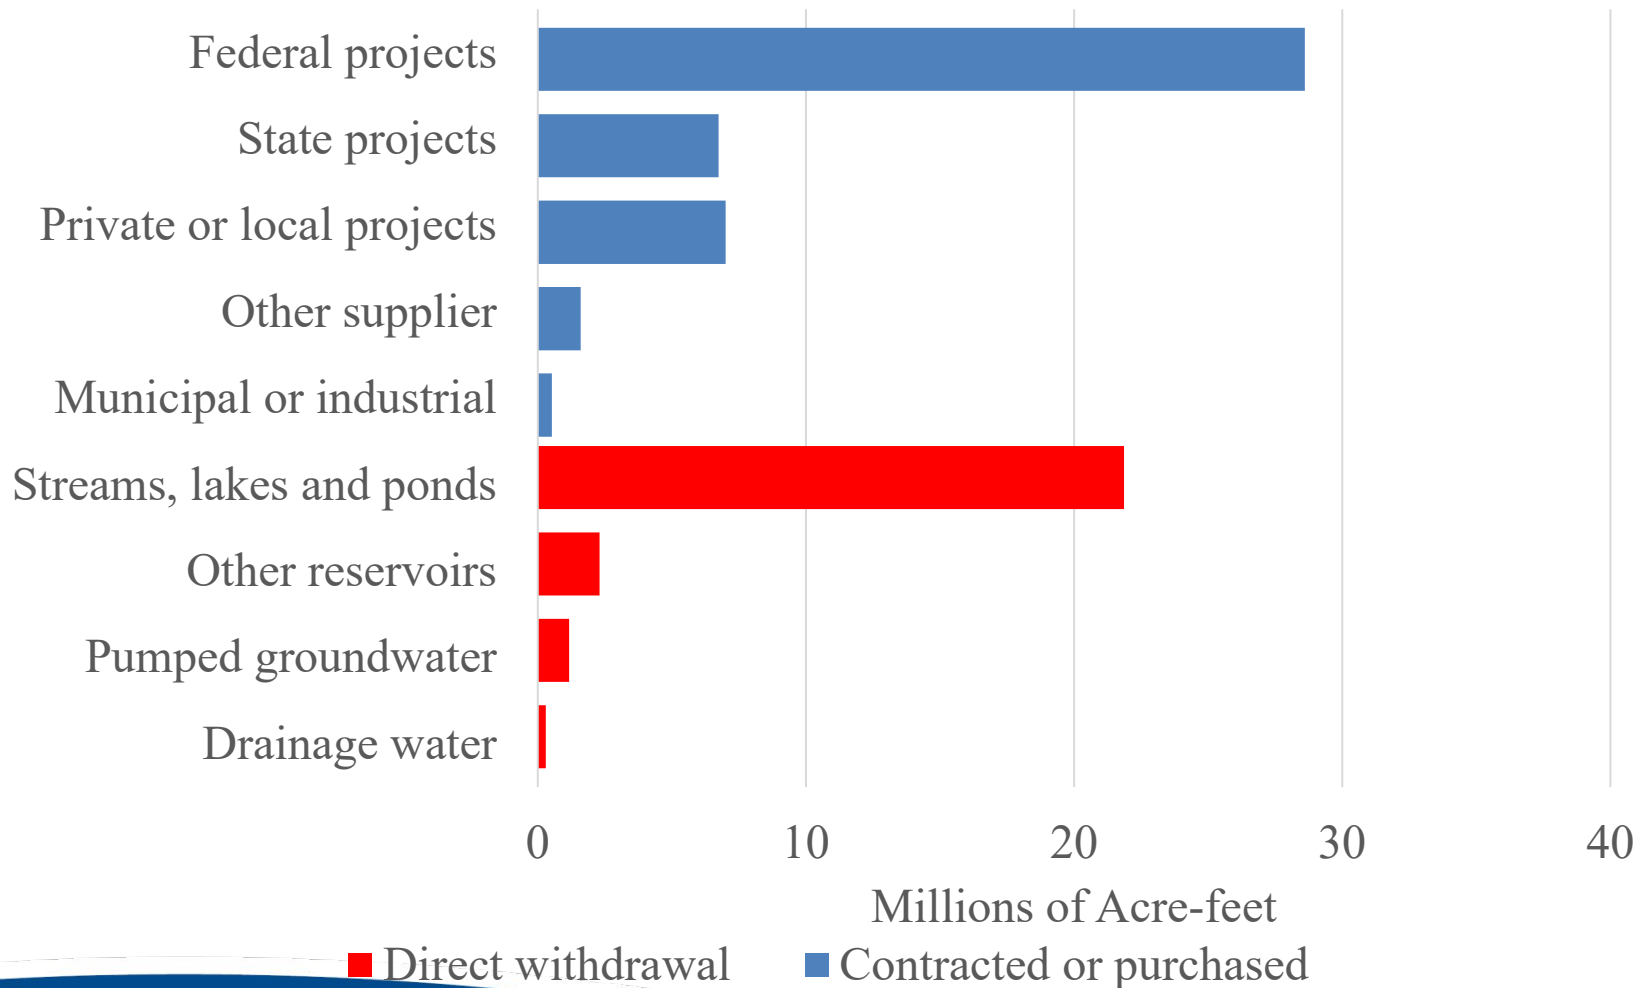 Federal projects
State projects
Private or local projects
Other supplier
Municipal or industrial
Streams, lakes and ponds
Other reservoirs
Pumped groundwater
Drainage water
0 10 20 30 40
Millions of Acre-feet
Direct withdrawal Contracted or purchased